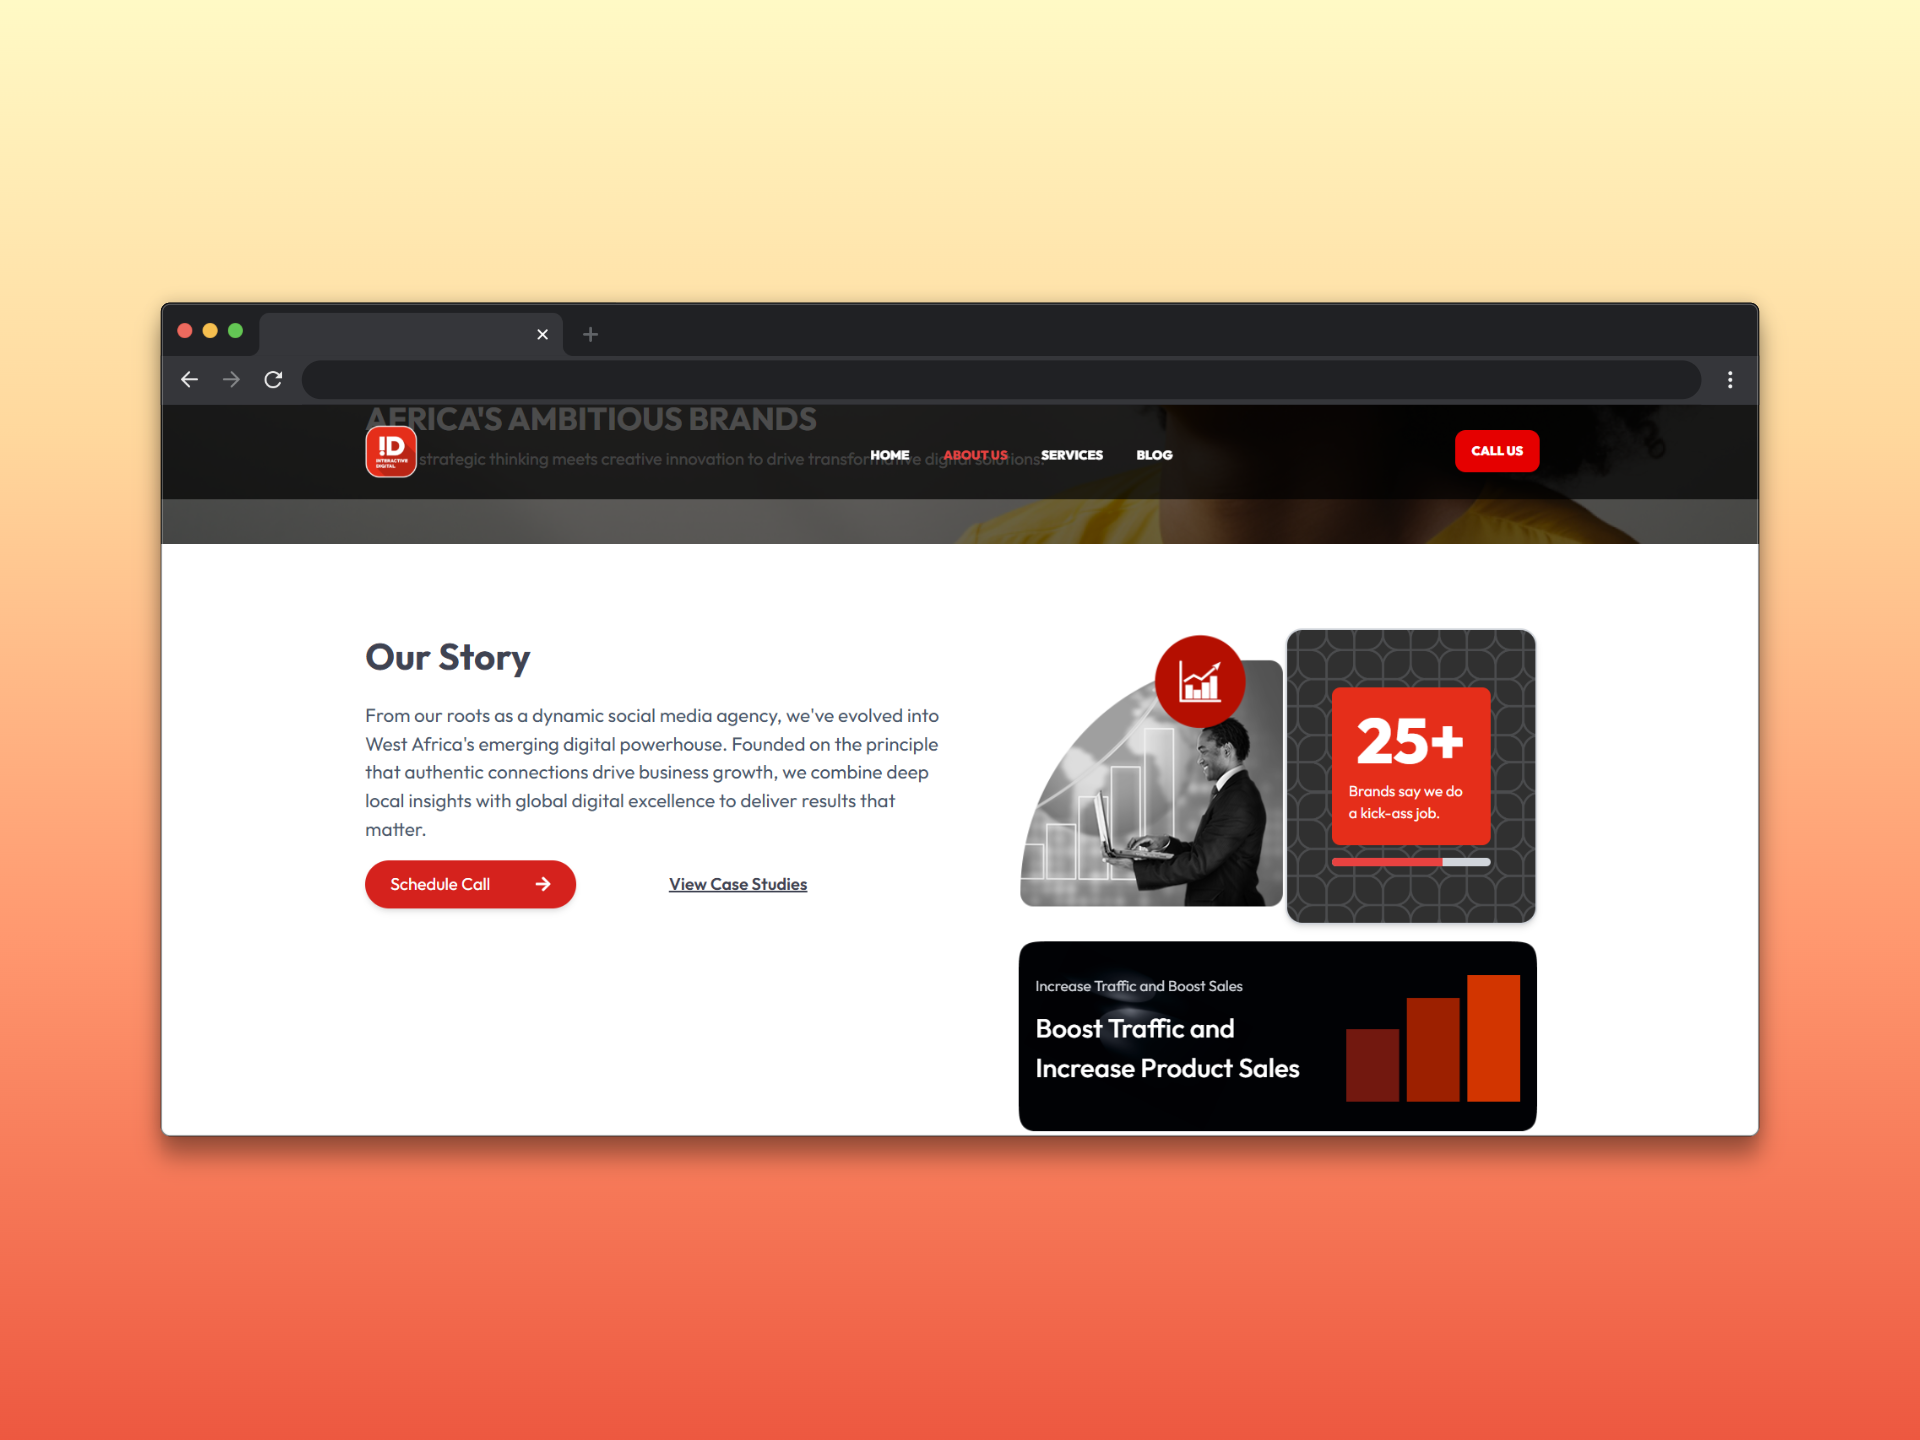 AFRICA'S AMBITIOUS BRANDS
strategic thinking meets creative innovation to drive transformative digital solutions.
!D
INTERACTIVE
DIGITAL
HOME
ABOUT US
SERVICES
BLOG
CALL US
Our Story
From our roots as a dynamic social media agency, we've evolved into
West Africa's emerging digital powerhouse. Founded on the principle
that authentic connections drive business growth, we combine deep
local insights with global digital excellence to deliver results that
matter.
Schedule Call
View Case Studies
25+
Brands say we do
a kick-ass job.
Increase Traffic and Boost Sales
Boost Traffic and
Increase Product Sales